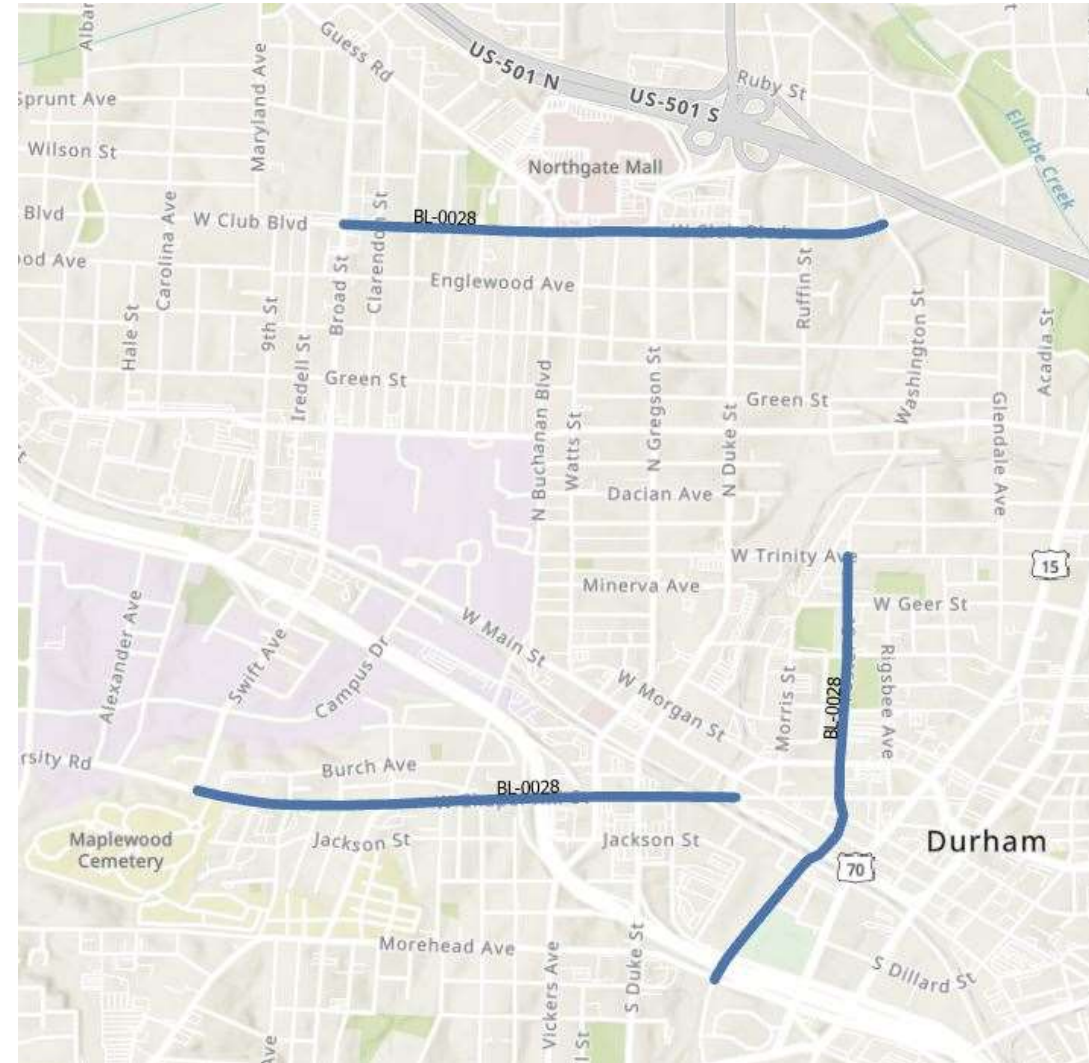 Alban
Guess Rd
US-501 N
US-501 S
Ruby St
Ellerbe Creek
Sprunt Ave
Maryland Ave
Wilson St
Northgate Mall
Blvd
Carolina Ave
W Club Blvd
Clarendon St
BL-0028
ood Ave
Englewood Ave
Hale St
9th St
Iredell St
Broad St
Ruffin St
Washington St
Acadia St
Green St
Green St
N Buchanan Blvd
Watts St
N Gregson St
N Duke St
Glendale Ave
Dacian Ave
W Trinity Ave
15
Minerva Ave
W Geer St
Alexander Ave
Swift Ave
Campus Dr
W Main St
W Morgan St
Morris St
BL-0028
Rigsbee Ave
rsity Rd
Burch Ave
BL-0028
Maplewood
Cemetery
Jackson St
Jackson St
Durham
70
Morehead Ave
Vickers Ave
S Duke St
S Dillard St
l St
Ave